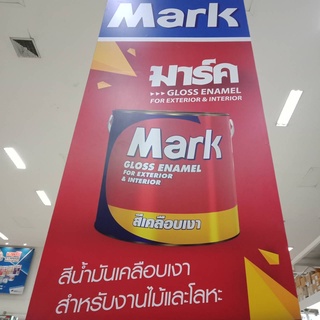 Mark
มาร์ค
GLOSS ENAMEL
FOR EXTERIOR & INTERIOR
Mark
GLOSS ENAMEL
FOR EXTERIOR
& INTERIOR
สีเคลือบเงา
สีน้ำมันเคลือบเงา
สำหรับงานไม้และโลหะ